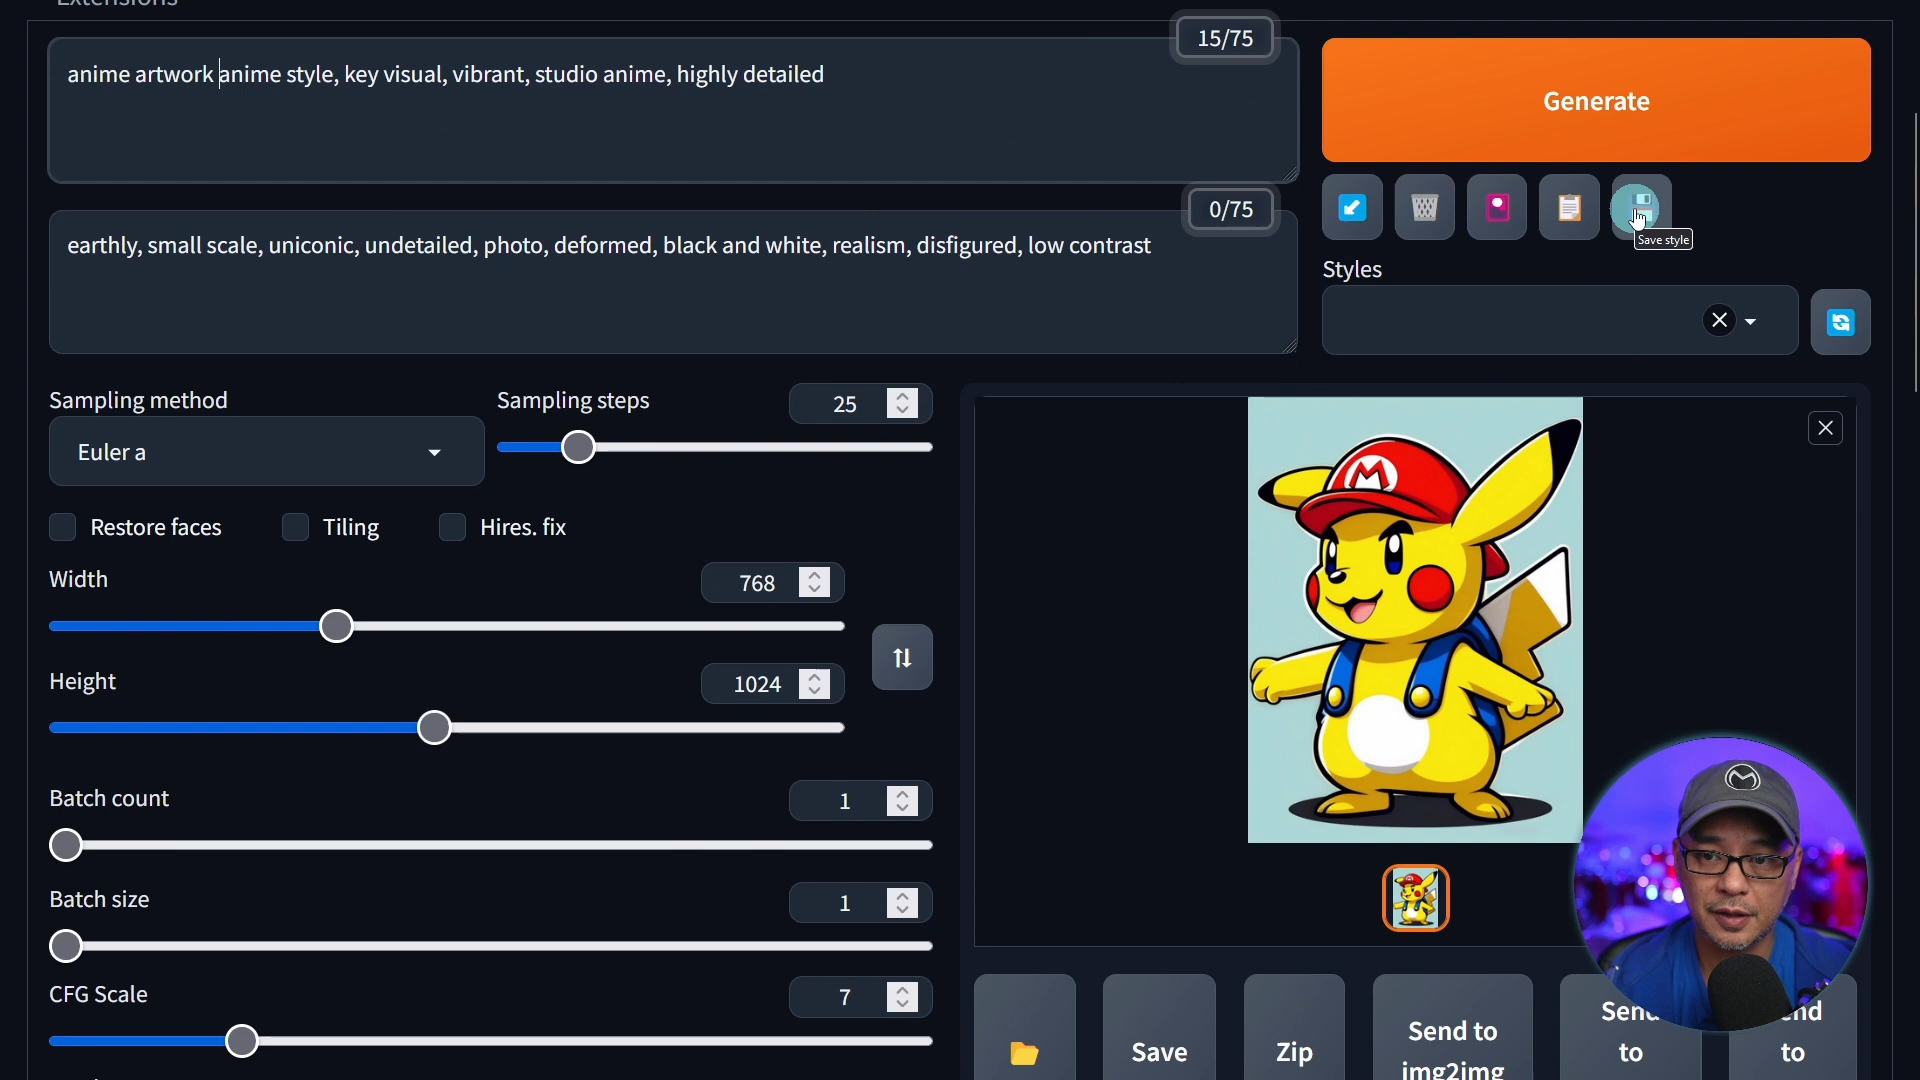 Extensions
15/75
anime artwork anime style, key visual, vibrant, studio anime, highly detailed
Generate
0/75
earthly, small scale, uniconic, undetailed, photo, deformed, black and white, realism, disfigured, low contrast
Save style
Styles
Sampling method
Sampling steps
25
Euler a
Restore faces
Tiling
Hires. fix
Width
768
Height
1024
M
Batch count
1
Batch size
1
CFG Scale
7
Save
Zip
Send to
img2img
Send
to
to